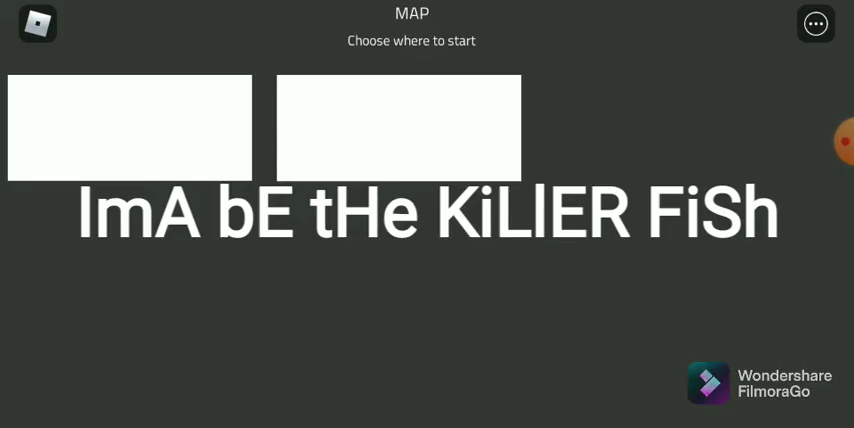 MAP
Choose where to start
ImA bE tHe KiLlER FiSh
Wondershare
FilmoraGo